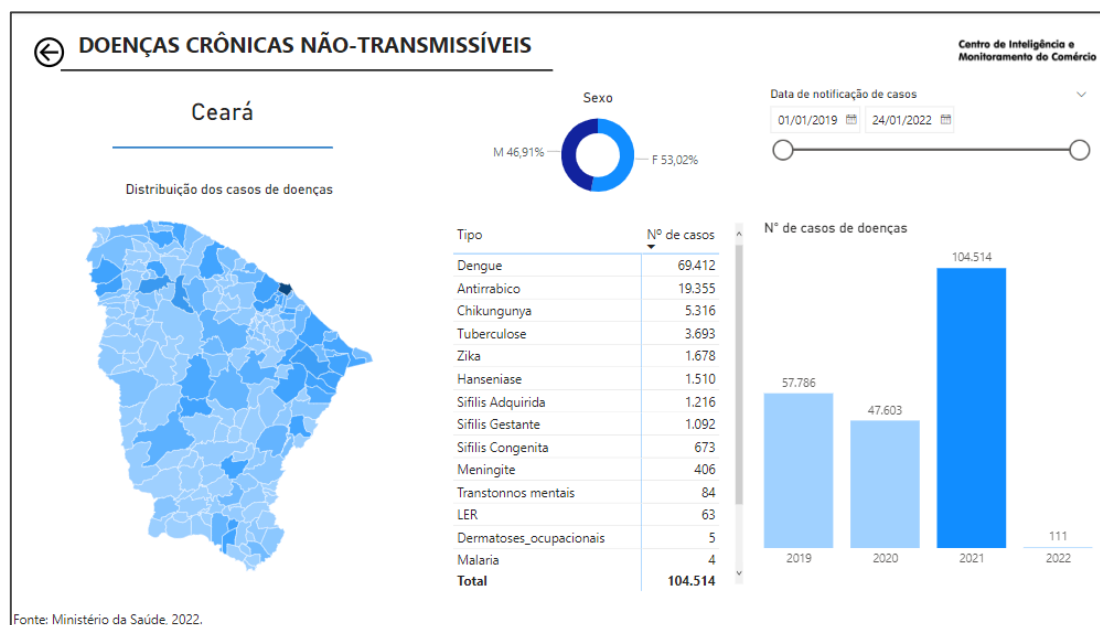 DOENÇAS CRÔNICAS NÃO-TRANSMISSÍVEIS
Centro de Inteligência e
Monitoramento do Comércio
Ceará
Distribuição dos casos de doenças
Sexo
M 46,91%
F 53,02%
Data de notificação de casos
01/01/2019
24/01/2022
Tipo Nº de casos
Dengue 69.412
Antirrabico 19.355
Chikungunya 5.316
Tuberculose 3.693
Zika 1.678
Hanseniase 1.510
Sifilis Adquirida 1.216
Sifilis Gestante 1.092
Sifilis Congenita 673
Meningite 406
Transtonnos mentais 84
LER 63
Dermatoses_ocupacionais 5
Malaria 4
Total 104.514
N° de casos de doenças
57.786
47.603
104.514
111
2019 2020 2021 2022
Fonte: Ministério da Saúde, 2022.